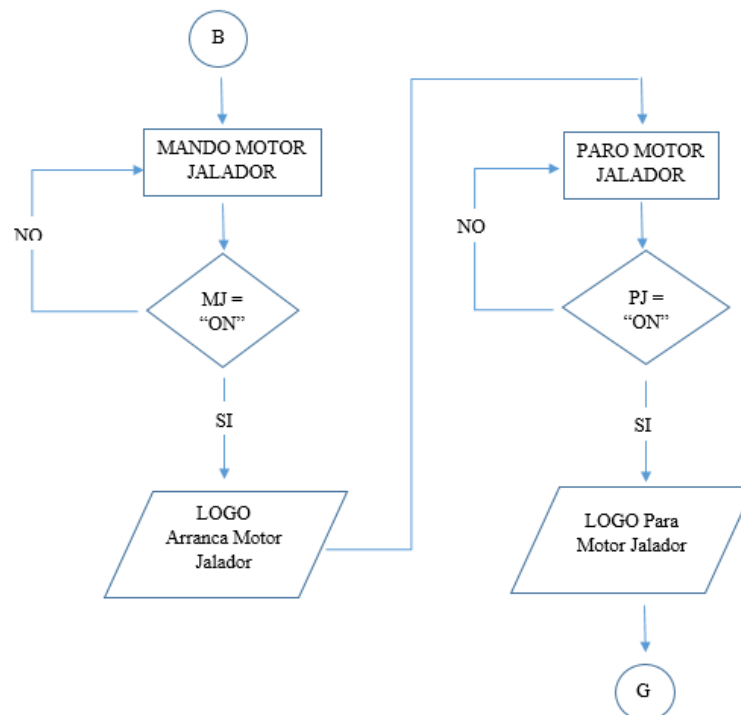 B
MANDO MOTOR
JALADOR
NO
MJ =
“ON”
SI
LOGO
Arranca Motor
Jalador
PARO MOTOR
JALADOR
NO
PJ =
“ON”
SI
LOGO Para
Motor Jalador
G